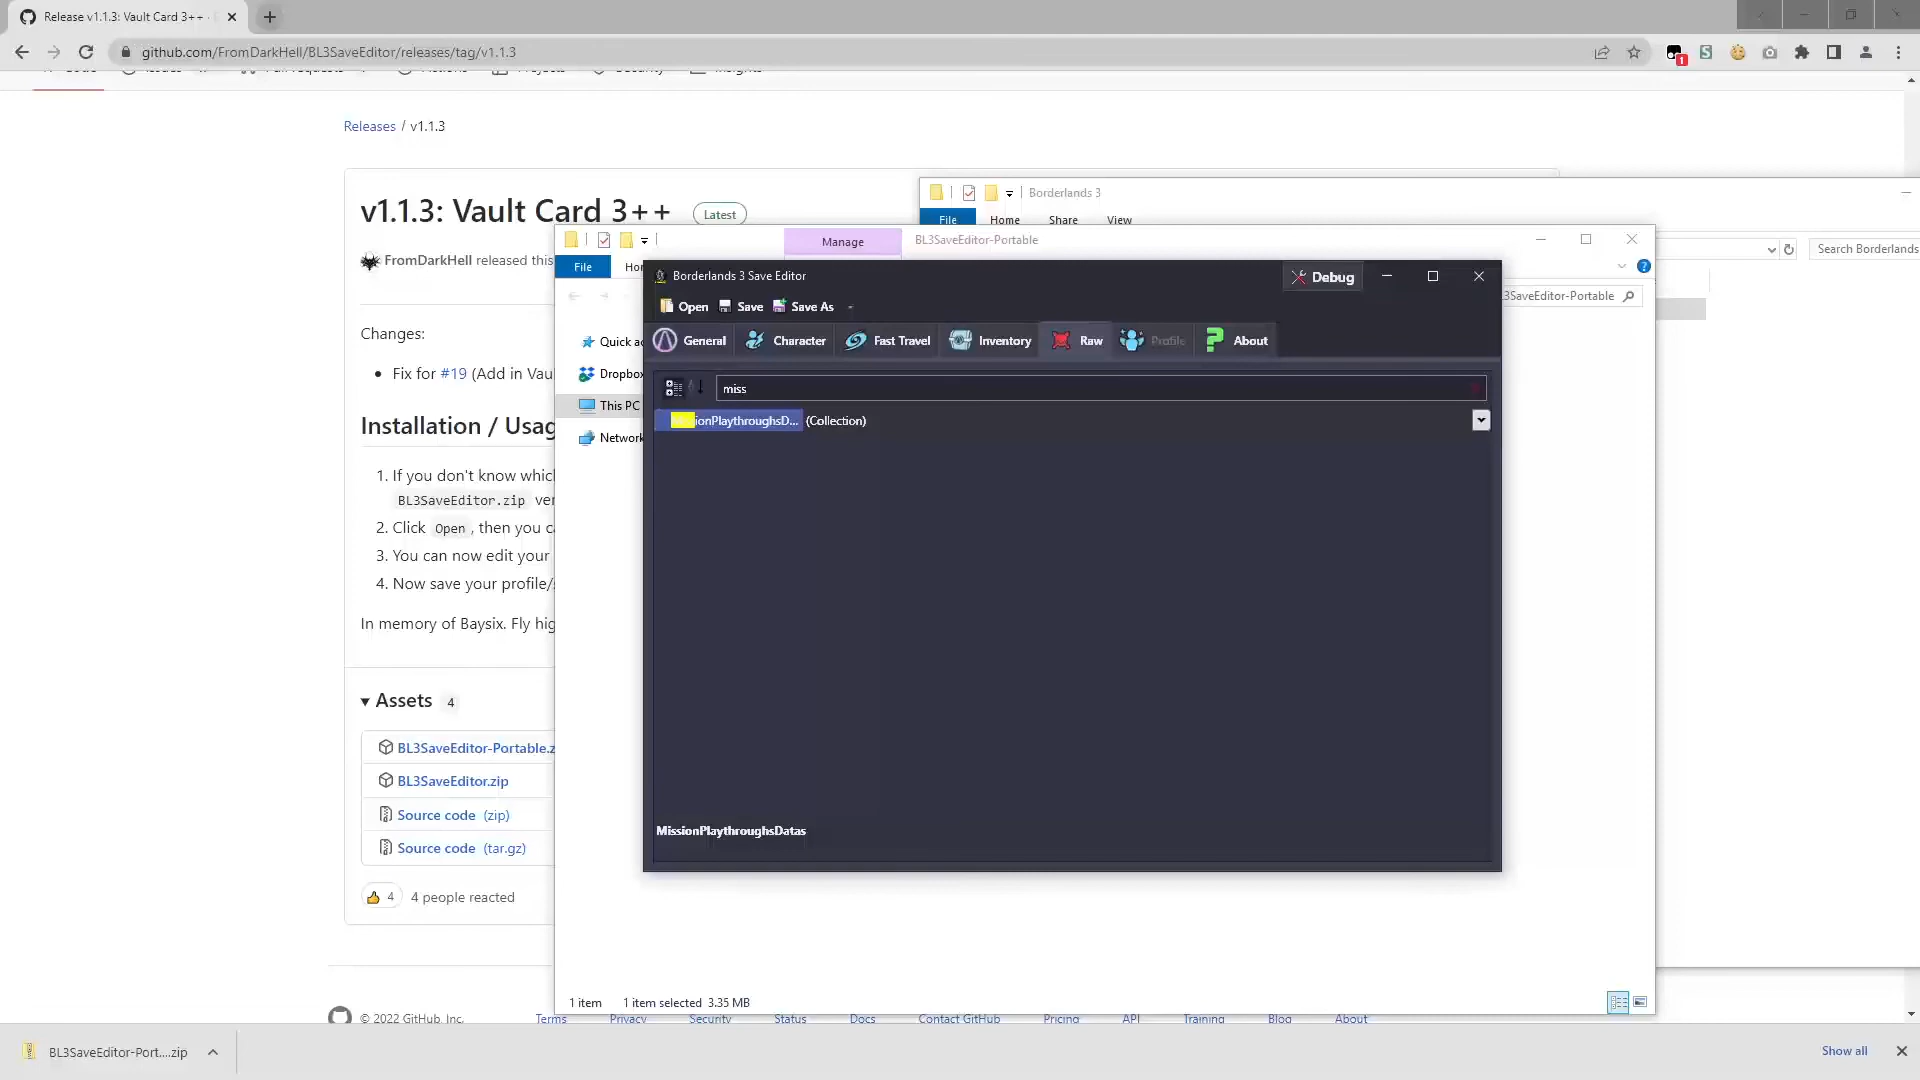 Release v1.1.3: Vault Card 3++
github.com/FromDarkHell/BL3SaveEditor/releases/tag/v1.1.3
1
Releases / v1.1.3
v1.1.3: Vault Card 3++
Latest
FromDarkHell released this
Changes:
Fix for #19 (Add in Vau
Installation / Usag
1. If you don't know whic
BL3SaveEditor.zip ver
2. Click Open, then you c
3. You can now edit your
4. Now save your profile/
In memory of Baysix. Fly hig
Assets 4
BL3SaveEditor-Portable.z
BL3SaveEditor.zip
Source code (zip)
Source code (tar.gz)
4 4 people reacted
© 2022 GitHub, Inc. Terms Privacy Security Status Docs Contact GitHub Pricing API Training Blog About
Borderlands 3
File Home Share View
Search Borderlands
Manage BL3SaveEditor-Portable
File Hom
3SaveEditor-Portable
Quick ac
Dropbox
This PC
Network
1 item 1 item selected 3.35 MB
Borderlands 3 Save Editor
Debug
Open Save Save As
General Character Fast Travel Inventory Raw Profile About
miss
MissionPlaythroughsD... (Collection)
MissionPlaythroughsDatas
BL3SaveEditor-Port....zip
Show all